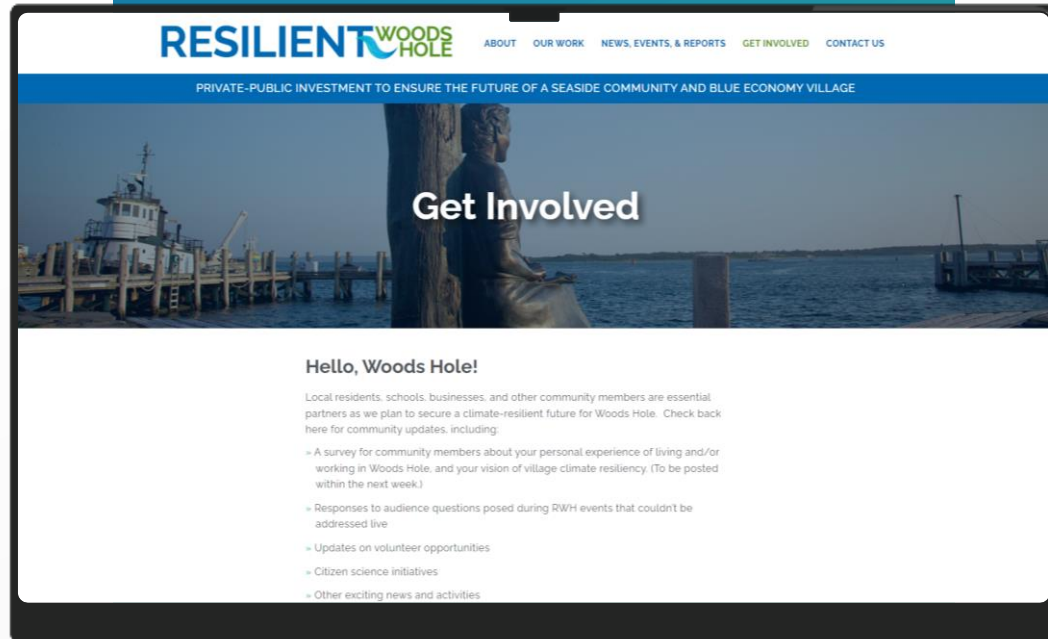 RESILIENT WOODS HOLE
ABOUT OUR WORK NEWS, EVENTS, & REPORTS GET INVOLVED CONTACT US
PRIVATE-PUBLIC INVESTMENT TO ENSURE THE FUTURE OF A SEASIDE COMMUNITY AND BLUE ECONOMY VILLAGE
Get Involved
Hello, Woods Hole!
Local residents, schools, businesses, and other community members are essential
partners as we plan to secure a climate-resilient future for Woods Hole. Check back
here for community updates, including:
» A survey for community members about your personal experience of living and/or
working in Woods Hole, and your vision of village climate resiliency. (To be posted
within the next week.)
» Responses to audience questions posed during RWH events that couldn't be
addressed live
» Updates on volunteer opportunities
» Citizen science initiatives
» Other exciting news and activities